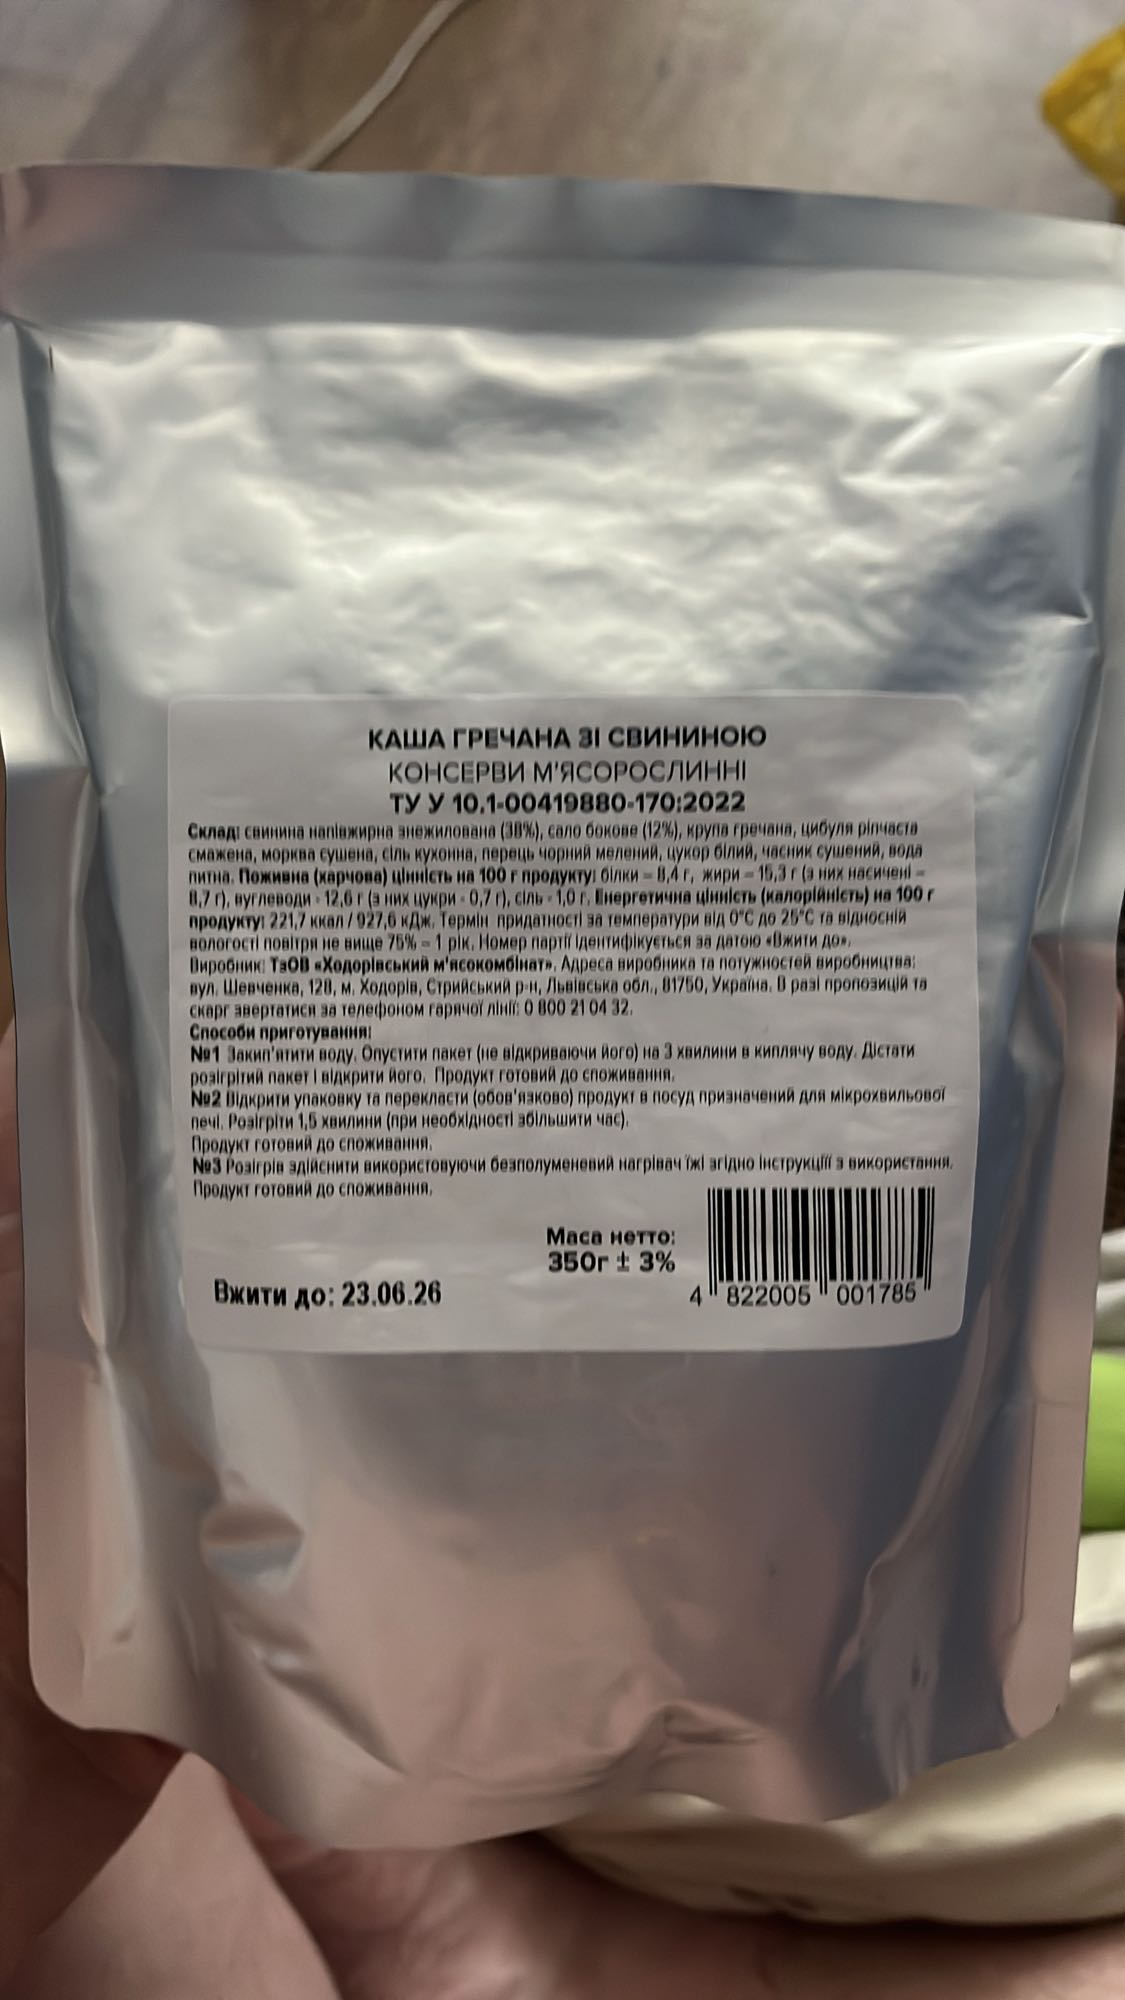 КАША ГРЕЧАНА ЗІ СВИНИНОЮ
КОНСЕРВИ М'ЯСОРОСЛИННІ
ТУ У 10.1-00419880-170:2022
Склад: свинина напівжирна знежилована (38%), сало бокове (12%), крупа гречана, цибуля ріпчаста
смажена, морква сушена, сіль кухонна, перець чорний мелений, цукор білий, часник сушений, вода
питна. Поживна (харчова) цінність на 100 г продукту: білки – 8,4 г, жири – 15,3 г (з них насичені –
8,7 г), вуглеводи - 12,6 г (з них цукри - 0,7 г), сіль - 1,0 г. Енергетична цінність (калорійність) на 100 г
продукту: 221,7 ккал / 927,6 кДж. Термін придатності за температури від 0°С до 25°С та відносній
вологості повітря не вище 75% – 1 рік. Номер партії ідентифікується за датою «Вжити до».
Виробник: ТзОВ «Ходорівський м'ясокомбінат». Адреса виробника та потужностей виробництва:
вул. Шевченка, 128, м. Ходорів, Стрийський р-н, Львівська обл., 81750, Україна. В разі пропозицій та
скарг звертатися за телефоном гарячої лінії: 0 800 21 04 32.
Способи приготування:
№1 Закип'ятити воду. Опустити пакет (не відкриваючи його) на 3 хвилини в киплячу воду. Дістати
розігрітий пакет і відкрити його. Продукт готовий до споживання.
№2 Відкрити упаковку та перекласти (обов'язково) продукт в посуд призначений для мікрохвильової
печі. Розігріти 1,5 хвилини (при необхідності збільшити час).
Продукт готовий до споживання.
№3 Розігрів здійснити використовуючи безполуменевий нагрівач їжі згідно інструкціїї з використання.
Продукт готовий до споживання.
Маса нетто:
350г ± 3%
Вжити до: 23.06.26
4 822005 001785